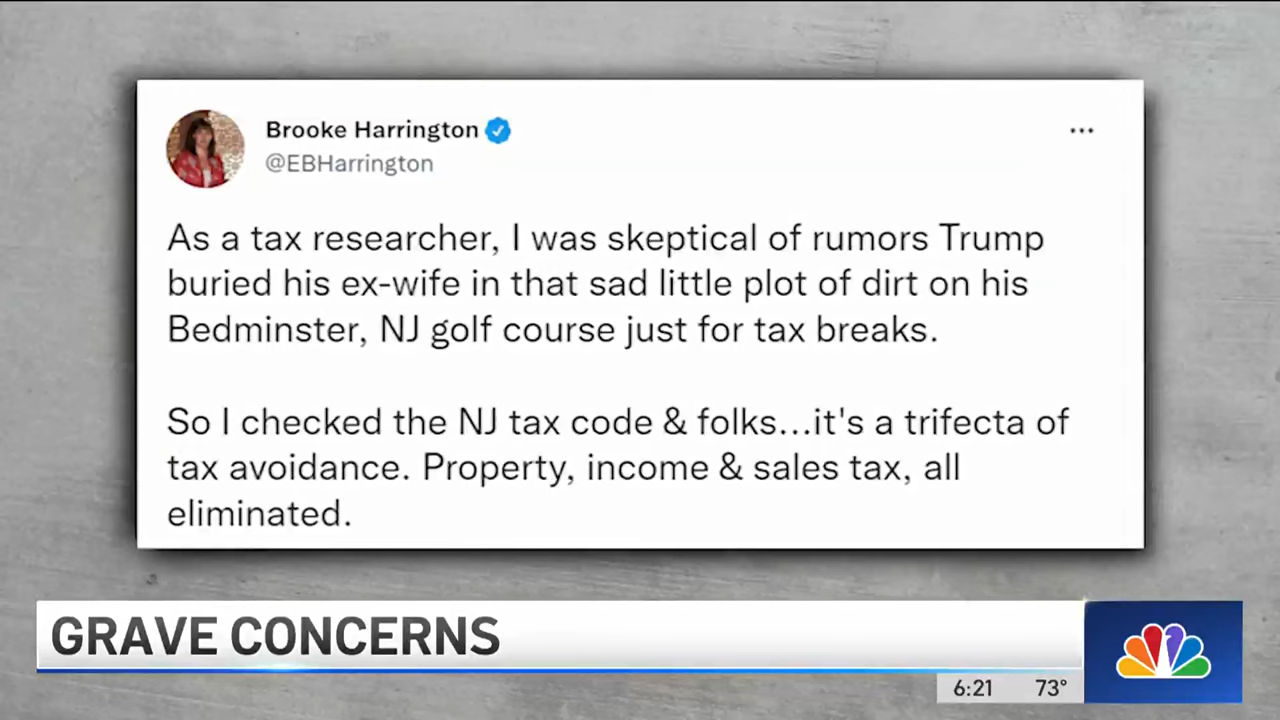 Brooke Harrington
@EBHarrington
...
As a tax researcher, I was skeptical of rumors Trump
buried his ex-wife in that sad little plot of dirt on his
Bedminster, NJ golf course just for tax breaks.
So I checked the NJ tax code & folks...it's a trifecta of
tax avoidance. Property, income & sales tax, all
eliminated.
GRAVE CONCERNS
6:21 73°